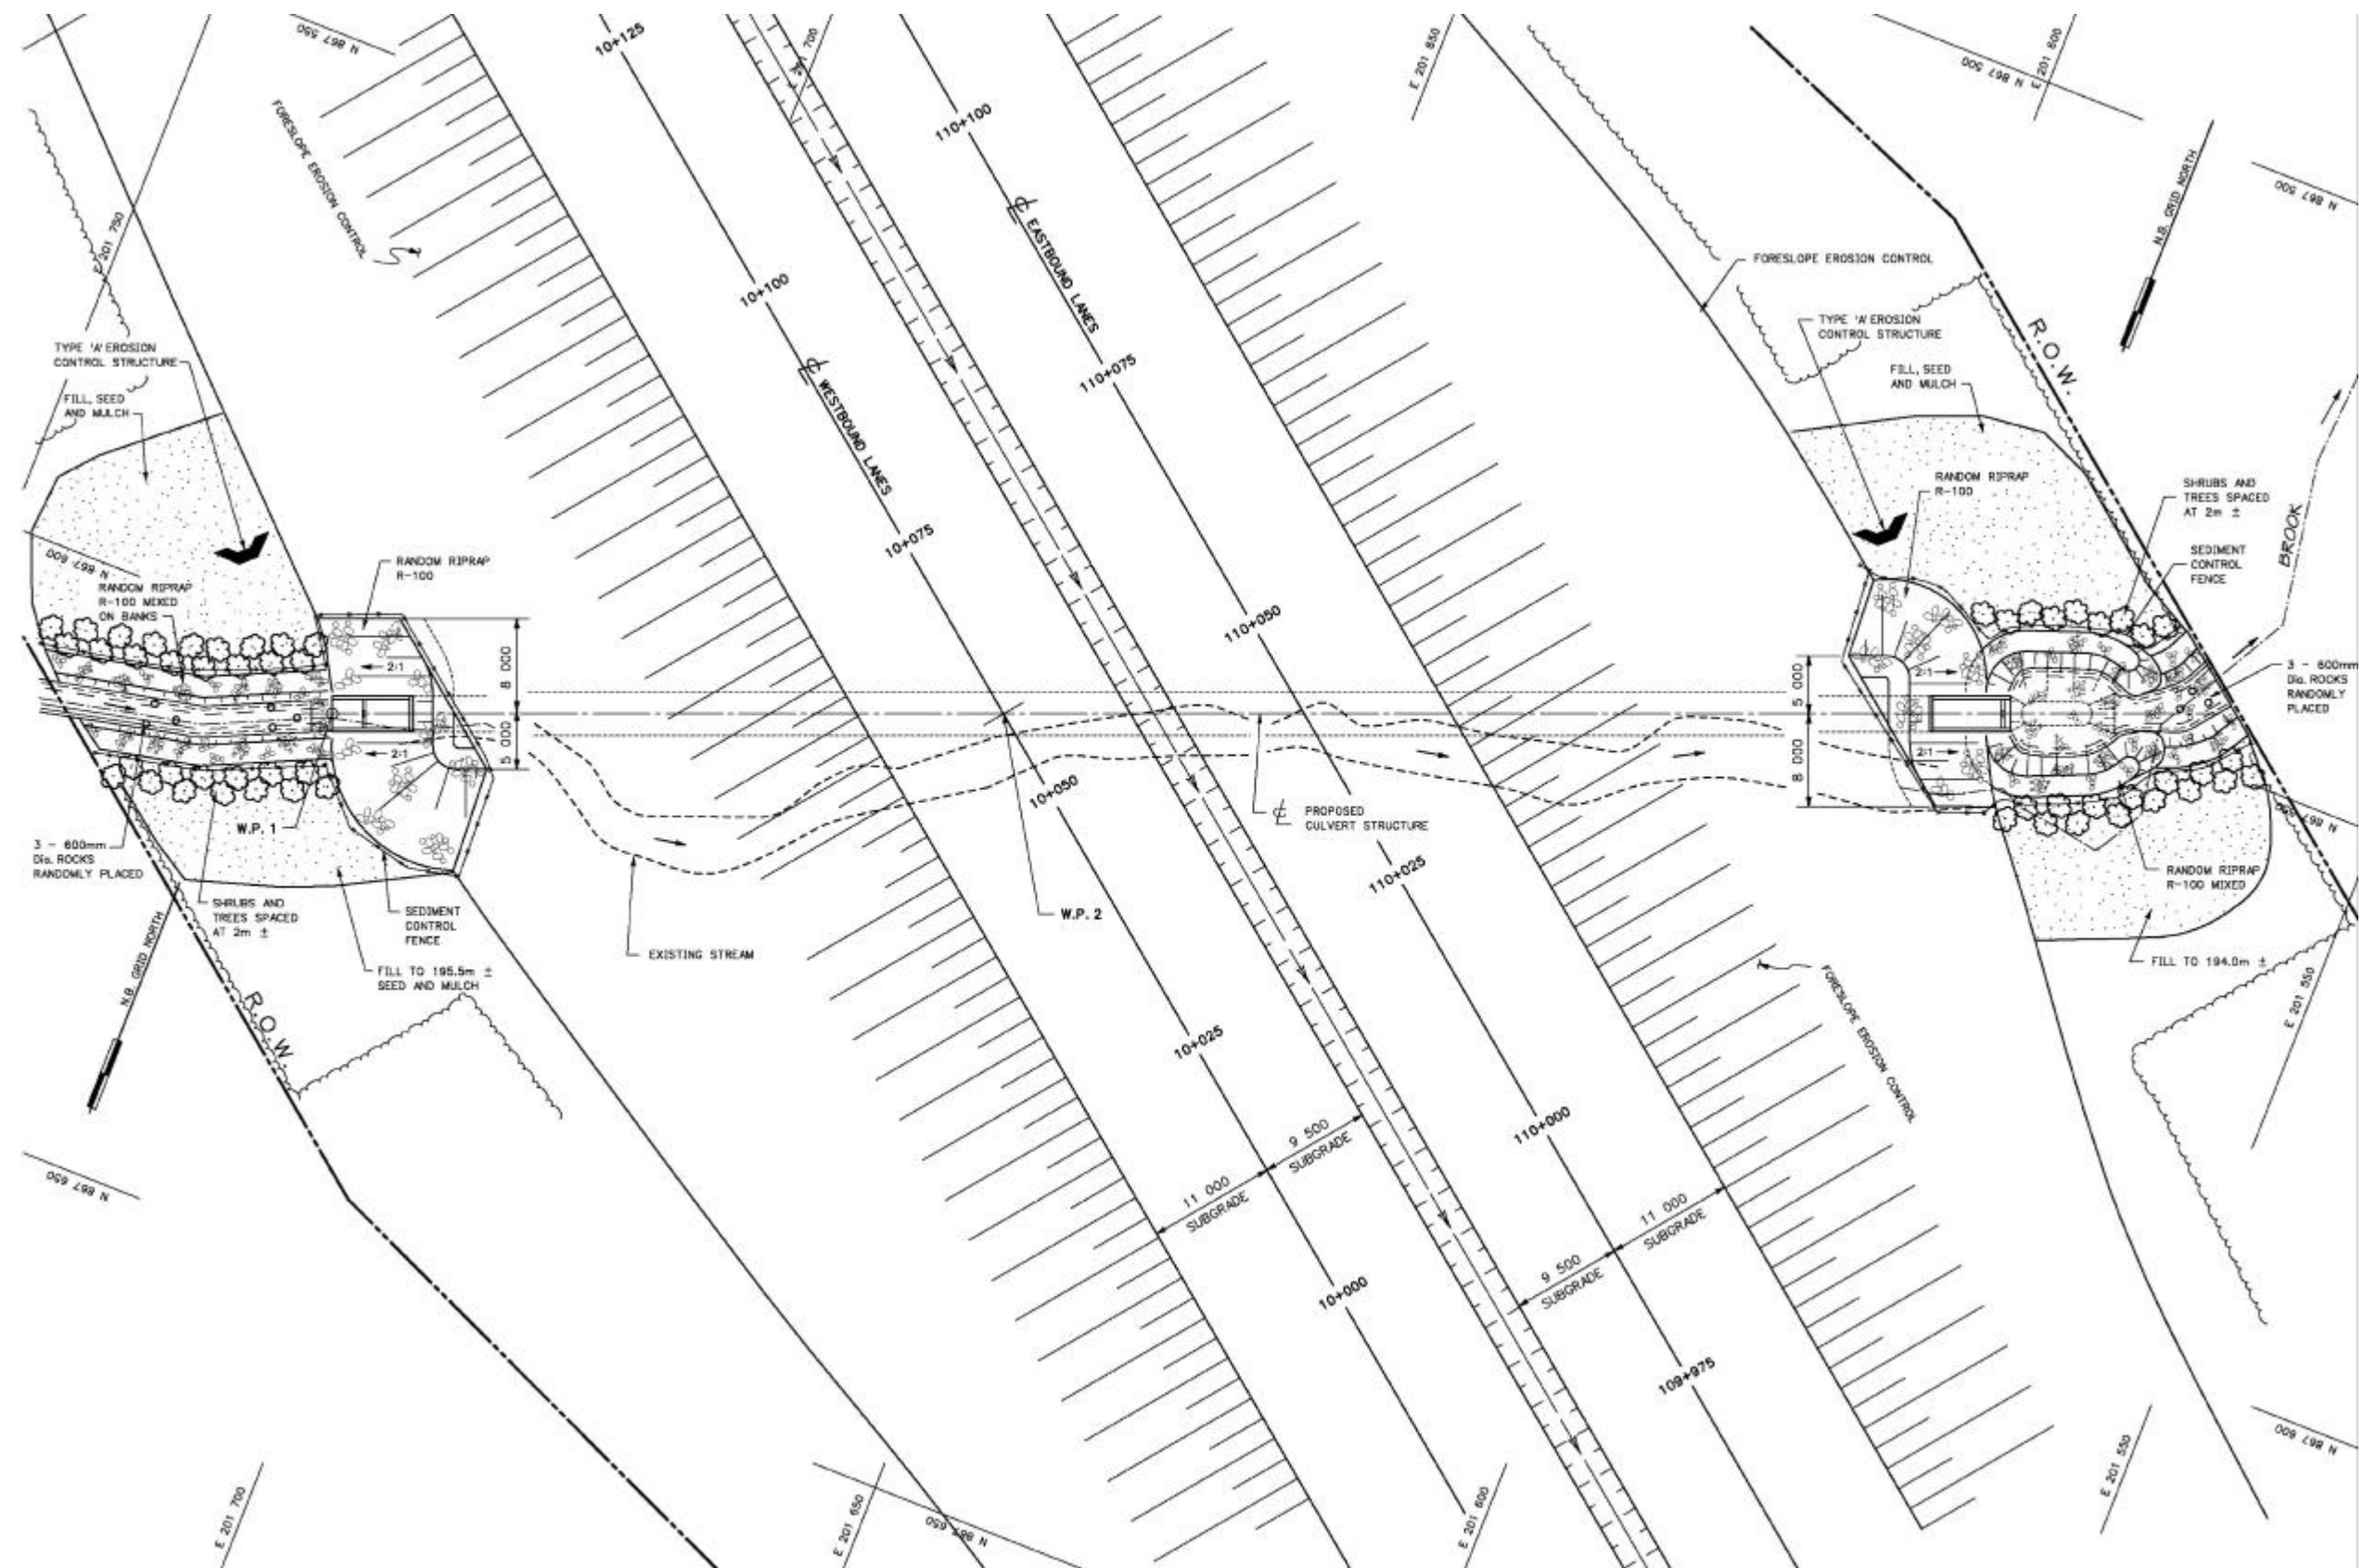 N 867 550
10+125
E 201 700
E 201 650
N 867 500
E 201 600
FORESLOPE EROSION CONTROL
110+100
N.B. GRID NORTH
N 867 500
E 201 750
℄ EASTBOUND LANES
FORESLOPE EROSION CONTROL
10+100
TYPE 'A' EROSION
CONTROL STRUCTURE
TYPE 'A' EROSION
CONTROL STRUCTURE
R.O.W.
110+075
℄ WESTBOUND LANES
FILL, SEED
AND MULCH
FILL, SEED
AND MULCH
RANDOM RIPRAP
R-100
SHRUBS AND
TREES SPACED
AT 2m ±
10+075
N 867 600
RANDOM RIPRAP
R-100
BROOK
SEDIMENT
CONTROL
FENCE
RANDOM RIPRAP
R-100 MIXED
ON BANKS
110+050
2:1
8 000
5 000
2:1
5 000
2:1
8 000
2:1
3 - 600mm
Dia. ROCKS
RANDOMLY
PLACED
10+050
℄ PROPOSED
CULVERT STRUCTURE
W.P. 1
N 867 550
3 - 600mm
Dia. ROCKS
RANDOMLY PLACED
110+025
RANDOM RIPRAP
R-100 MIXED
SHRUBS AND
TREES SPACED
AT 2m ±
SEDIMENT
CONTROL
FENCE
W.P. 2
EXISTING STREAM
N.B. GRID NORTH
FILL TO 195.5m ±
SEED AND MULCH
FILL TO 194.0m ±
E 201 550
FORESLOPE EROSION CONTROL
R.O.W.
10+025
110+000
9 500
SUBGRADE
11 000
SUBGRADE
N 867 650
11 000
SUBGRADE
9 500
SUBGRADE
10+000
109+975
N 867 600
E 201 550
E 201 700
E 201 650
N 867 650
E 201 600